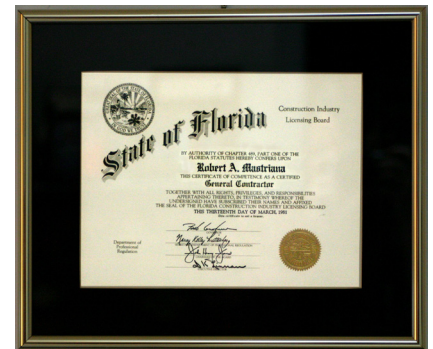 Construction Industry
Licensing Board
State of Florida
BY AUTHORITY OF CHAPTER 489, PART ONE OF THE
FLORIDA STATUTES HEREBY CONFERS UPON
Robert A. Mastriana
THIS CERTIFICATE OF COMPETENCE AS A CERTIFIED
General Contractor
TOGETHER WITH ALL RIGHTS, PRIVILEGES, AND RESPONSIBILITIES
APPERTAINING THERETO, IN TESTIMONY WHEREOF THE
UNDERSIGNED HAVE SUBSCRIBED THEIR NAMES AND AFFIXED
THE SEAL OF THE FLORIDA CONSTRUCTION INDUSTRY LICENSING BOARD
THIS THIRTEENTH DAY OF MARCH, 1991
Department of
Professional
Regulation